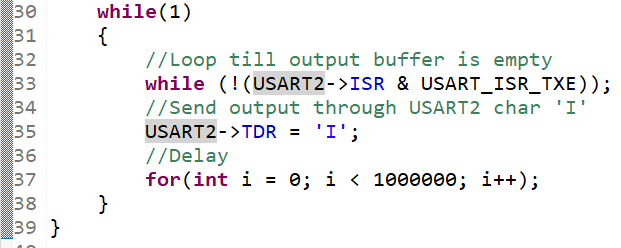 30 while(1)
31 {
32 //Loop till output buffer is empty
33 while (!(USART2->ISR & USART_ISR_TXE));
34 //Send output through USART2 char 'I'
35 USART2->TDR = 'I';
36 //Delay
37 for(int i = 0; i < 1000000; i++);
38 }
39 }